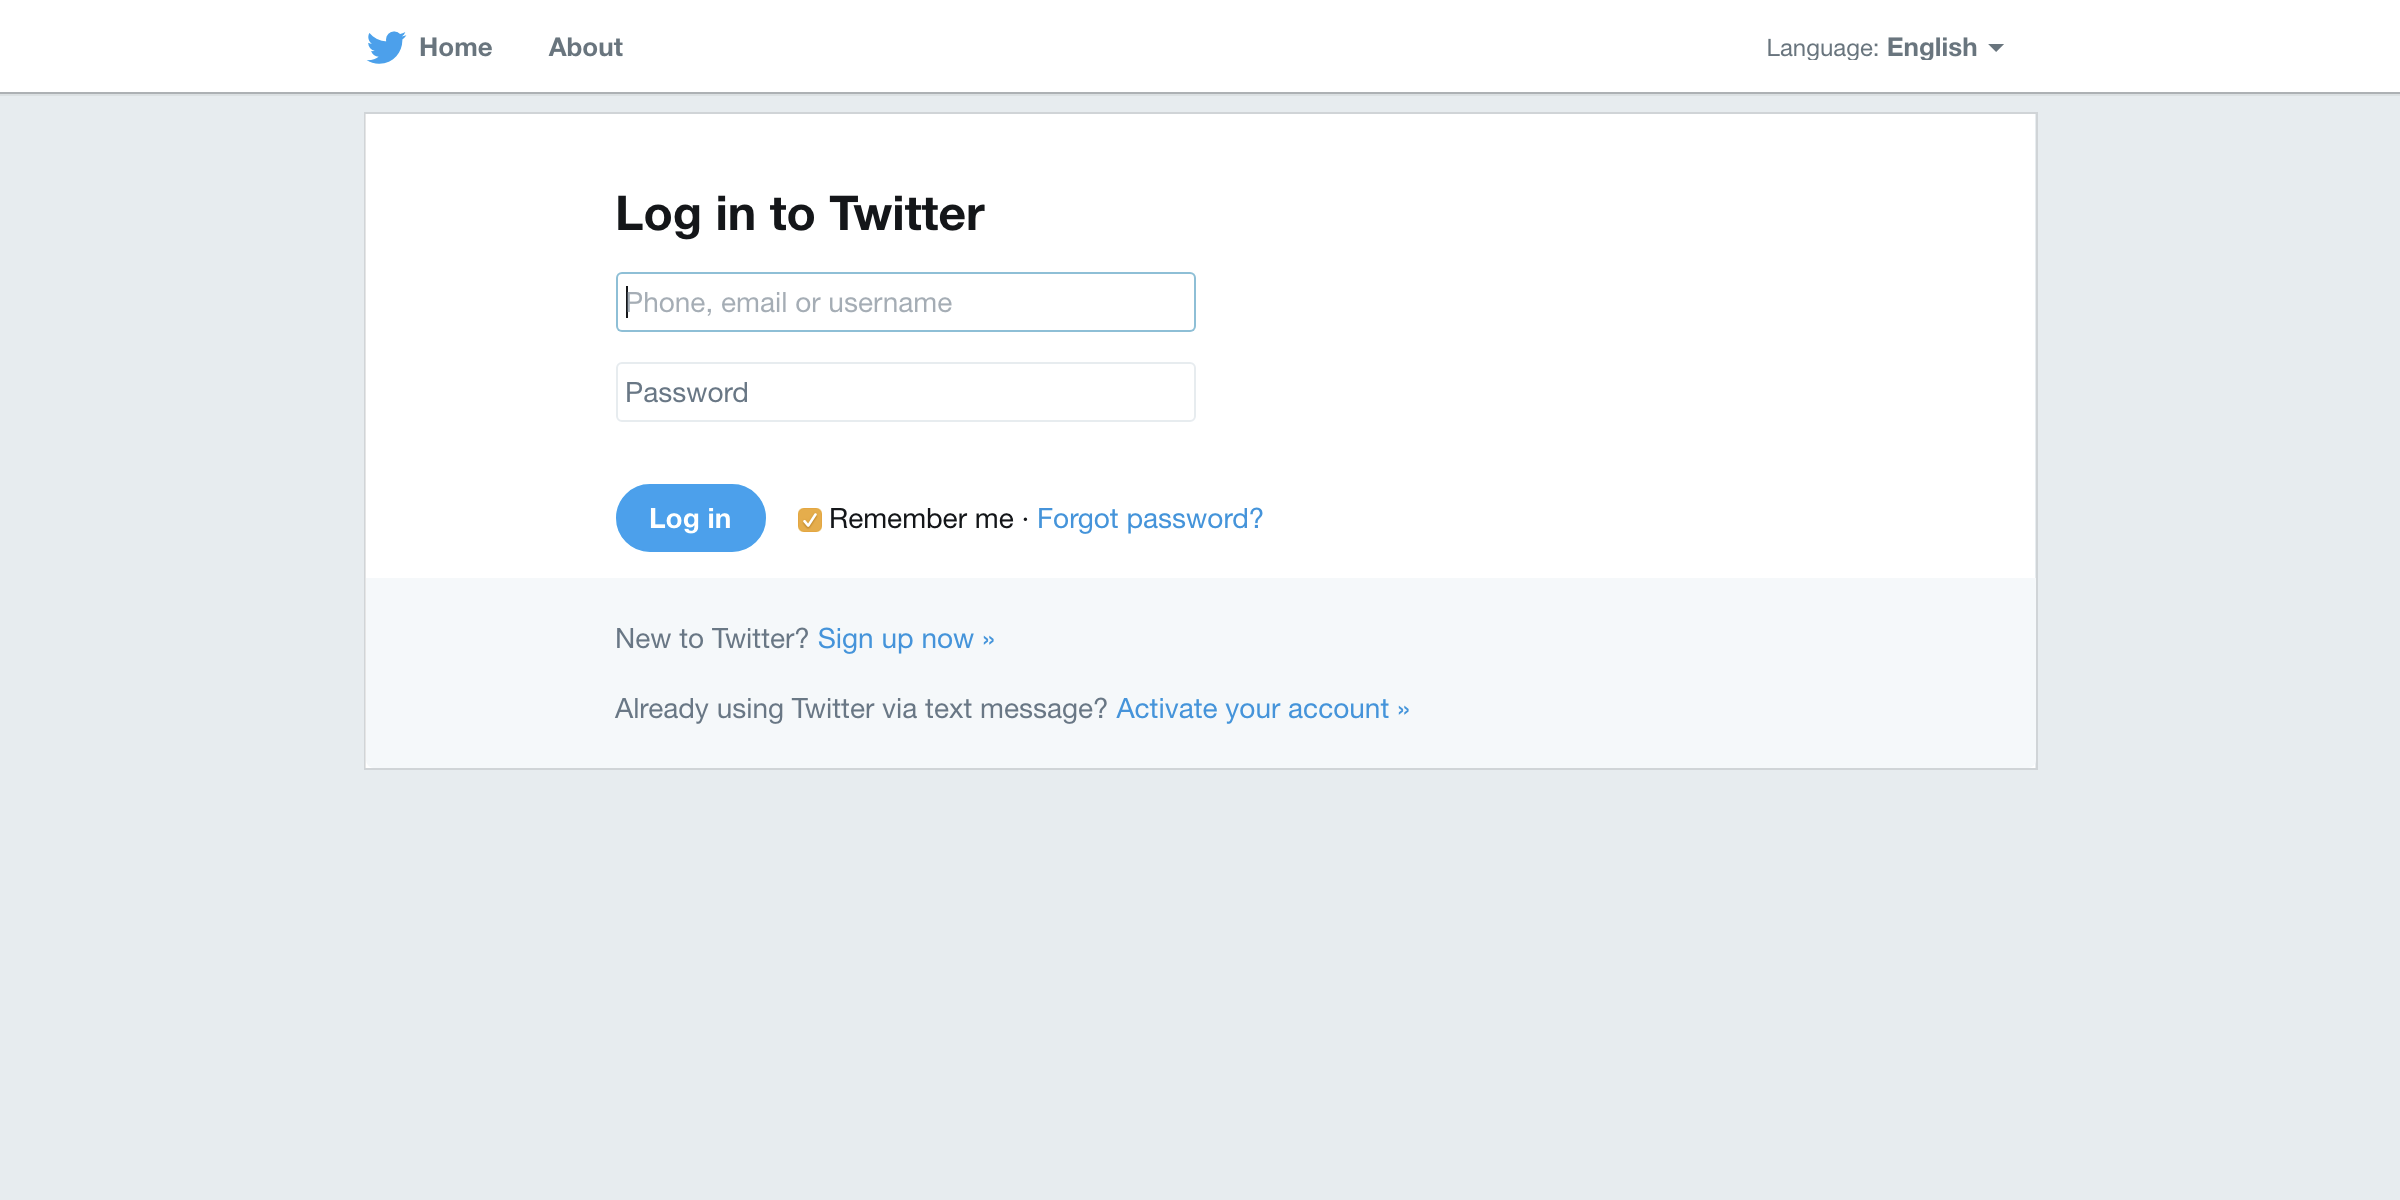 Home About Language: English
Log in to Twitter
Phone, email or username
Password
Log in Remember me · Forgot password?
New to Twitter? Sign up now »
Already using Twitter via text message? Activate your account »